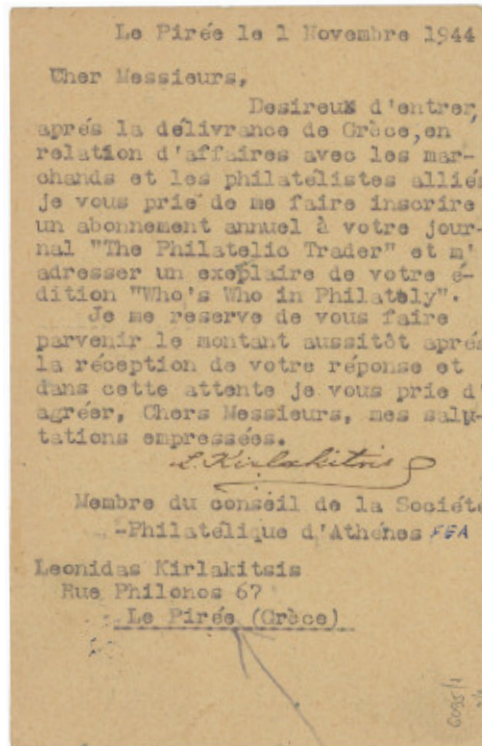 Le Pirée le 1 Novembre 1944
Cher Messieurs,
Desireux d'entrer,
aprés la délivrance de Grèce,en
relation d'affaires avec les mar-
chands et les philatélistes alliés
je vous prie de me faire inscrire
un abonnement annuel à votre jour-
nal "The Philatelic Trader" et m'
adresser un exeplaire de votre é-
dition "Who's Who in Philately".
Je me reserve de vous faire
parvenir le montant aussitôt aprés
la réception de votre réponse et
dans cette attente je vous prie d'
agréer, Chers Messieurs, mes salu-
tations empressées.
L. Kirlakitsis
Membre du conseil de la Société
-Philatélique d'Athénes FEA
Leonidas Kirlakitsis
Rue Philonos 67
Le Pirée (Grèce)